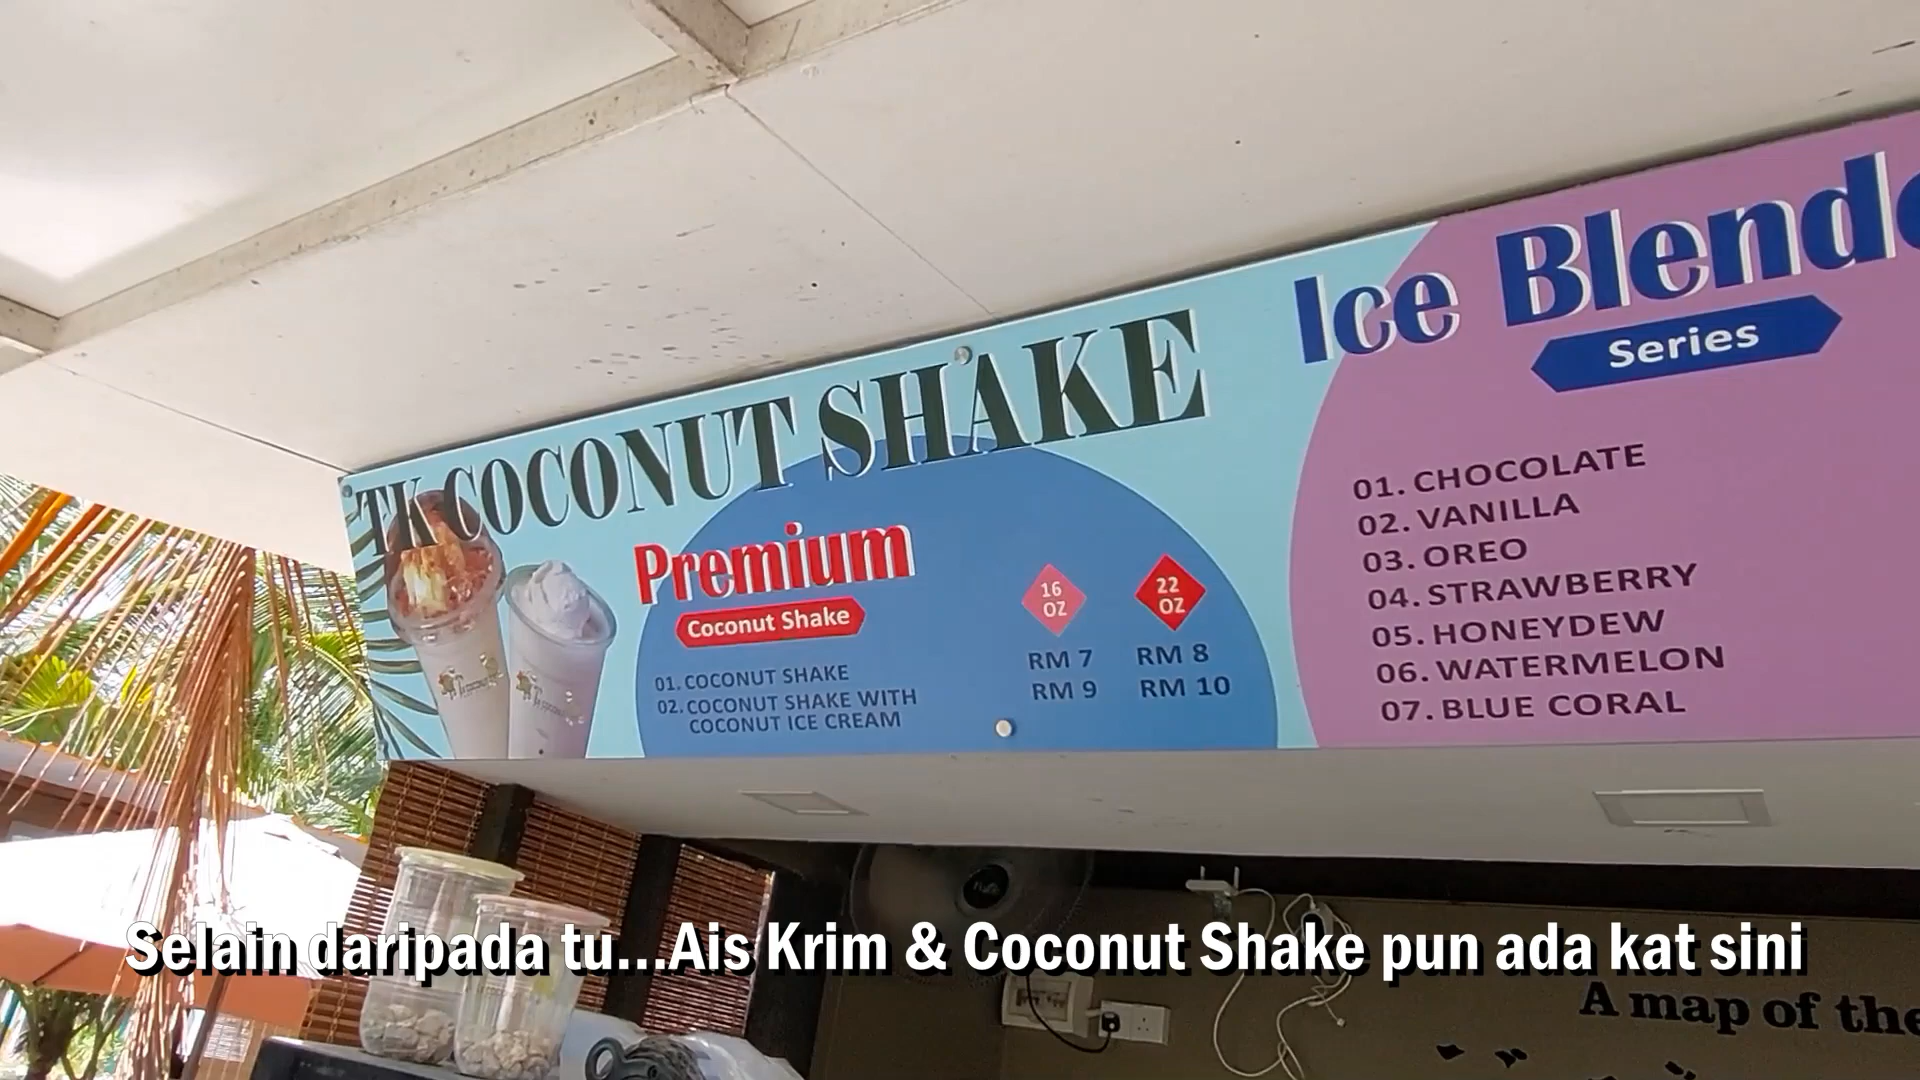 TK COCONUT SHAKE
Premium
Coconut Shake
16 OZ
22 OZ
01. COCONUT SHAKE RM 7 RM 8
02. COCONUT SHAKE WITH RM 9 RM 10
COCONUT ICE CREAM
Ice
Series
01. CHOCOLATE
02. VANILLA
03. OREO
04. STRAWBERRY
05. HONEYDEW
06. WATERMELON
07. BLUE CORAL
Selain daripada tu...Ais Krim & Coconut Shake pun ada kat sini
A map of the